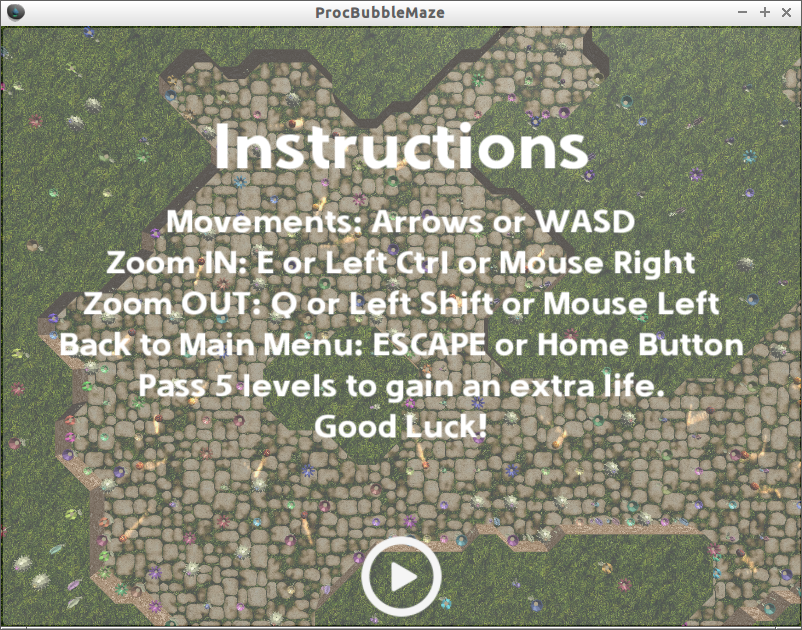 ProcBubbleMaze
Instructions
Movements: Arrows or WASD
Zoom IN: E or Left Ctrl or Mouse Right
Zoom OUT: Q or Left Shift or Mouse Left
Back to Main Menu: ESCAPE or Home Button
Pass 5 levels to gain an extra life.
Good Luck!